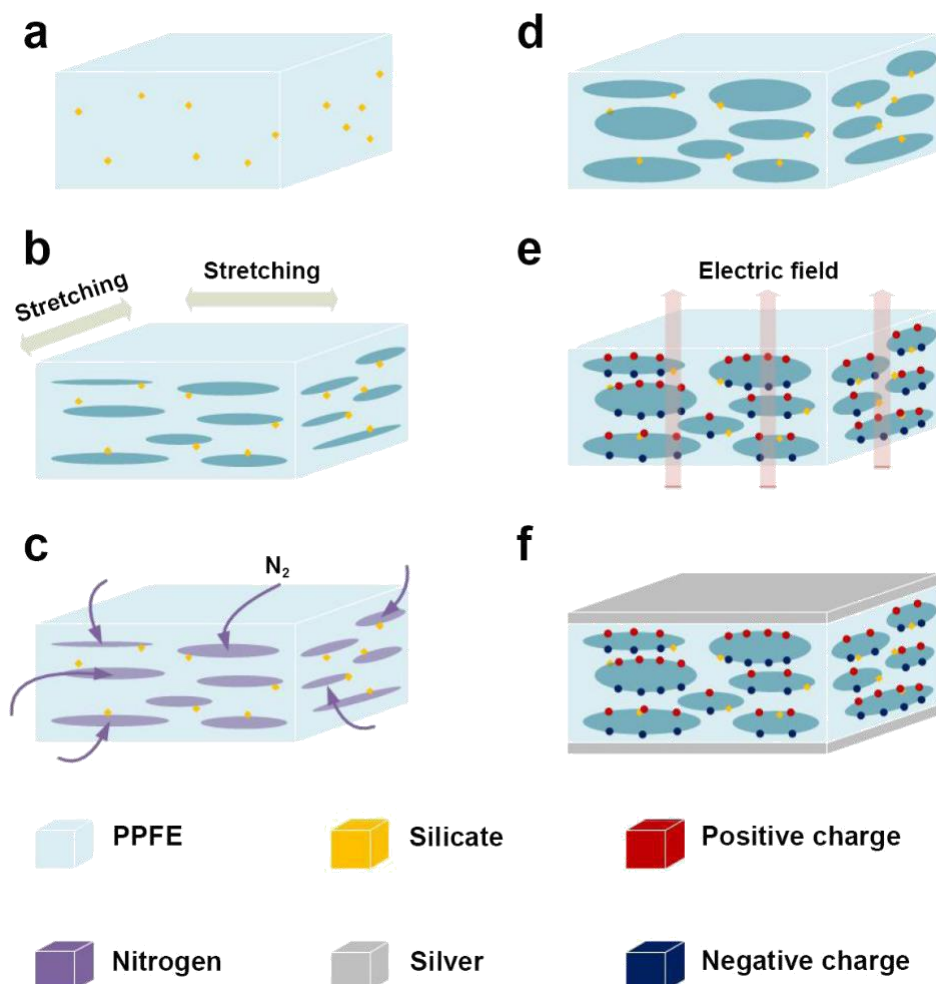 a
d
b
Stretching
Stretching
e
Electric field
c
N₂
f
PPFE
Silicate
Positive charge
Nitrogen
Silver
Negative charge